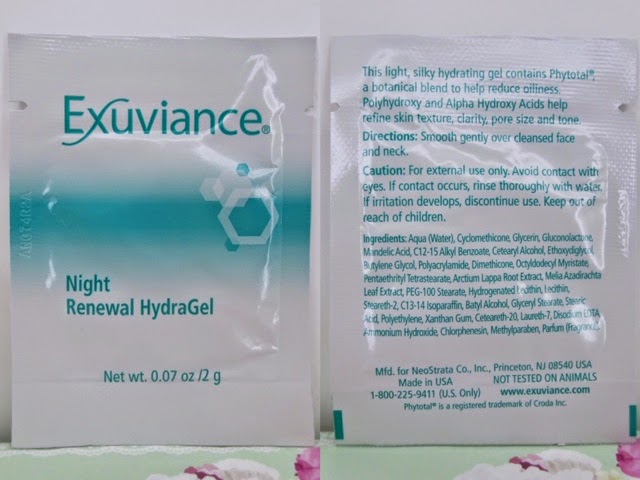 Exuviance®
Night
Renewal HydraGel
Net wt. 0.07 oz /2 g
This light, silky hydrating gel contains Phytotal®,
a botanical blend to help reduce oiliness.
Polyhydroxy and Alpha Hydroxy Acids help
refine skin texture, clarity, pore size and tone.
Directions: Smooth gently over cleansed face
and neck.
Caution: For external use only. Avoid contact with
eyes. If contact occurs, rinse thoroughly with water.
If irritation develops, discontinue use. Keep out of
reach of children.
Ingredients: Aqua (Water), Cyclomethicone, Glycerin, Gluconolactone,
Mandelic Acid, C12-15 Alkyl Benzoate, Cetearyl Alcohol, Ethoxydiglycol,
Butylene Glycol, Polyacrylamide, Dimethicone, Octyldodecyl Myristate,
Pentaerithrityl Tetrastearate, Arctium Lappa Root Extract, Melia Azadirachta
Leaf Extract, PEG-100 Stearate, Hydrogenated Lecithin, Lecithin,
Steareth-2, C13-14 Isoparaffin, Batyl Alcohol, Glyceryl Stearate, Stearic
Acid, Polyethylene, Xanthan Gum, Ceteareth-20, Laureth-7, Disodium EDTA,
Ammonium Hydroxide, Chlorphenesin, Methylparaben, Parfum (Fragrance).
Mfd. for NeoStrata Co., Inc., Princeton, NJ 08540 USA
Made in USA NOT TESTED ON ANIMALS
1-800-225-9411 (U.S. Only) www.exuviance.com
Phytotal® is a registered trademark of Croda Inc.